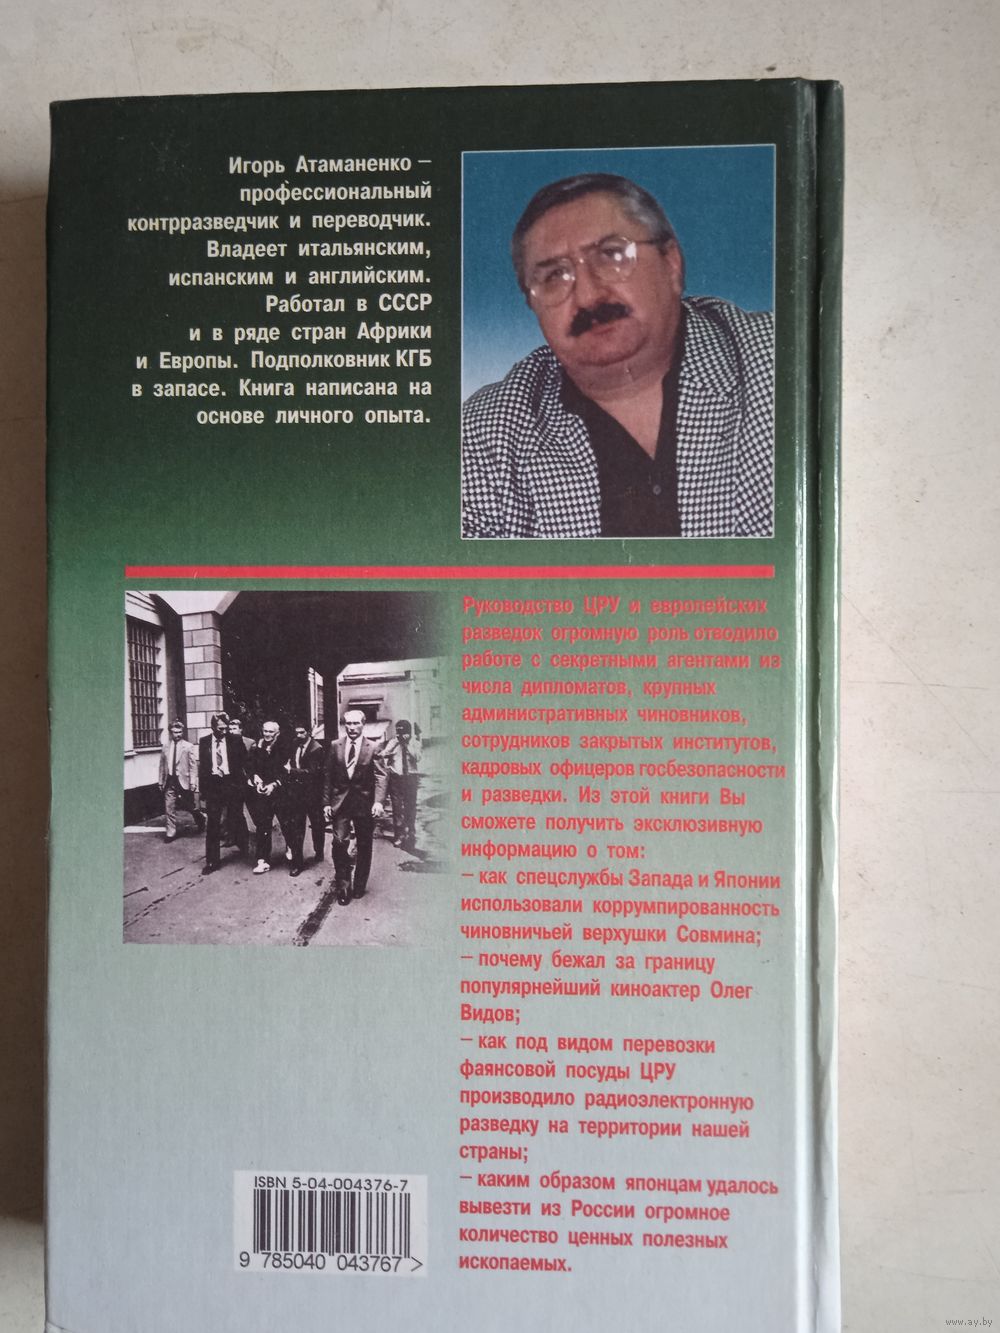 Игорь Атаманенко –
профессиональный
контрразведчик и переводчик.
Владеет итальянским,
испанским и английским.
Работал в СССР
и в ряде стран Африки
и Европы. Подполковник КГБ
в запасе. Книга написана на
основе личного опыта.
Руководство ЦРУ и европейских
разведок огромную роль отводило
работе с секретными агентами из
числа дипломатов, крупных
административных чиновников,
сотрудников закрытых институтов,
кадровых офицеров госбезопасности
и разведки. Из этой книги Вы
сможете получить эксклюзивную
информацию о том:
– как спецслужбы Запада и Японии
использовали коррумпированность
чиновничьей верхушки Совмина;
– почему бежал за границу
популярнейший киноактер Олег
Видов;
– как под видом перевозки
фаянсовой посуды ЦРУ
производило радиоэлектронную
разведку на территории нашей
страны;
– каким образом японцам удалось
вывезти из России огромное
количество ценных полезных
ископаемых.
ISBN 5-04-004376-7
9 785040 043767 >
www.ay.by